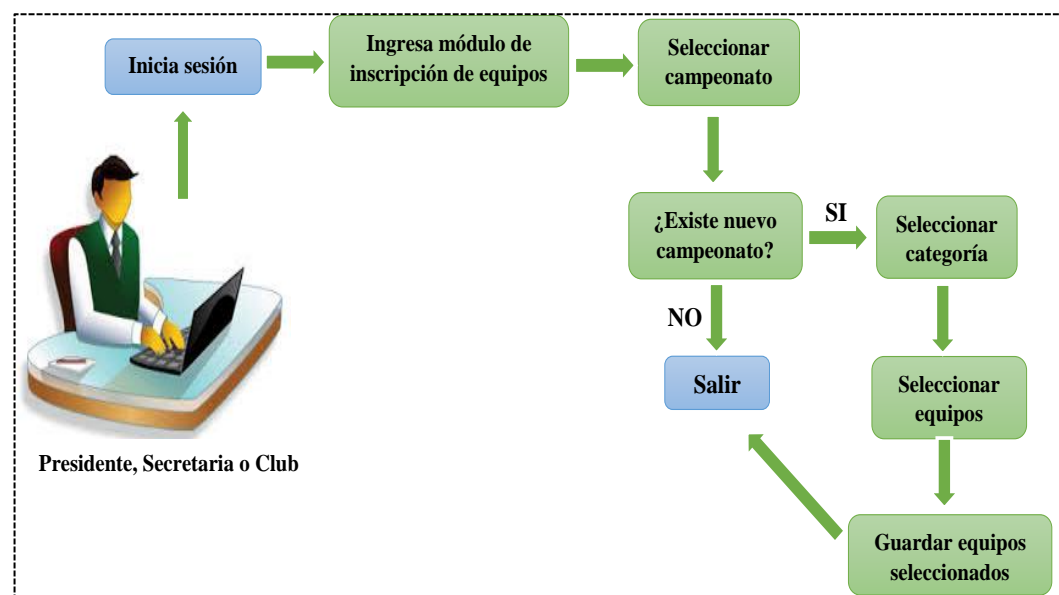 Inicia sesión
Ingresa módulo de
inscripción de equipos
Seleccionar
campeonato
¿Existe nuevo
campeonato?
SI
Seleccionar
categoría
NO
Salir
Seleccionar
equipos
Presidente, Secretaria o Club
Guardar equipos
seleccionados